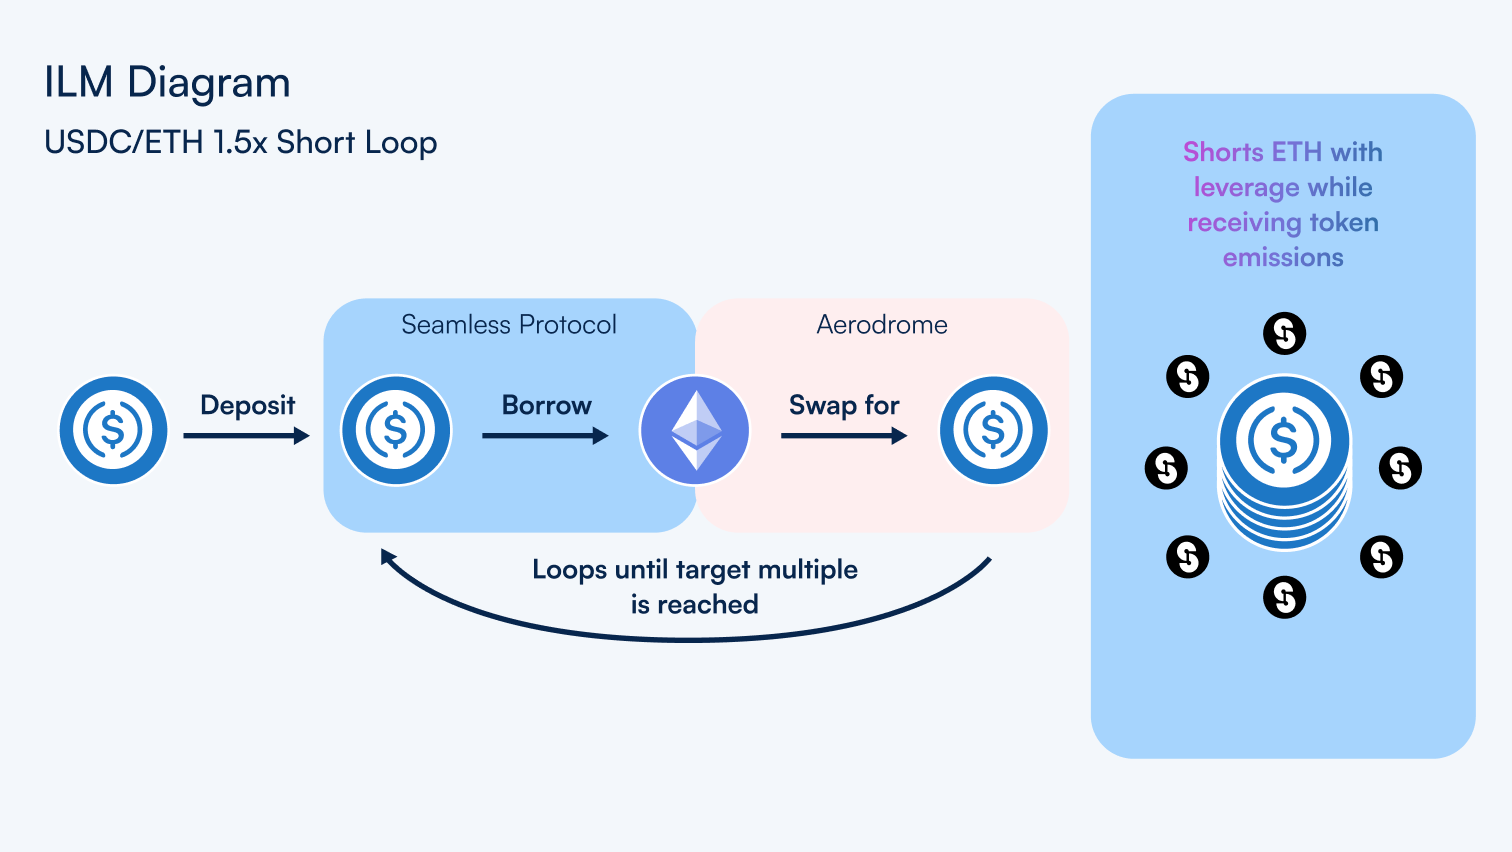 ILM Diagram
USDC/ETH 1.5x Short Loop
Shorts ETH with
leverage while
receiving token
emissions
Seamless Protocol
Aerodrome
Deposit
Borrow
Swap for
Loops until target multiple
is reached